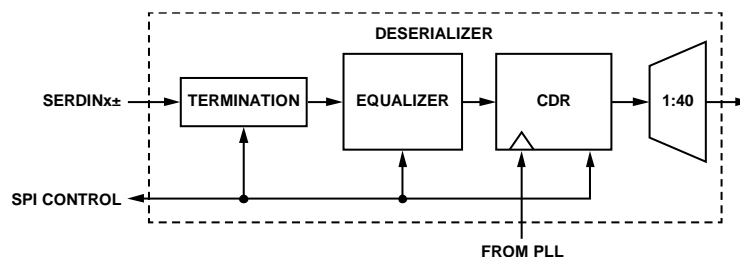 DESERIALIZER
SERDINx±
TERMINATION
EQUALIZER
CDR
1:40
SPI CONTROL
FROM PLL